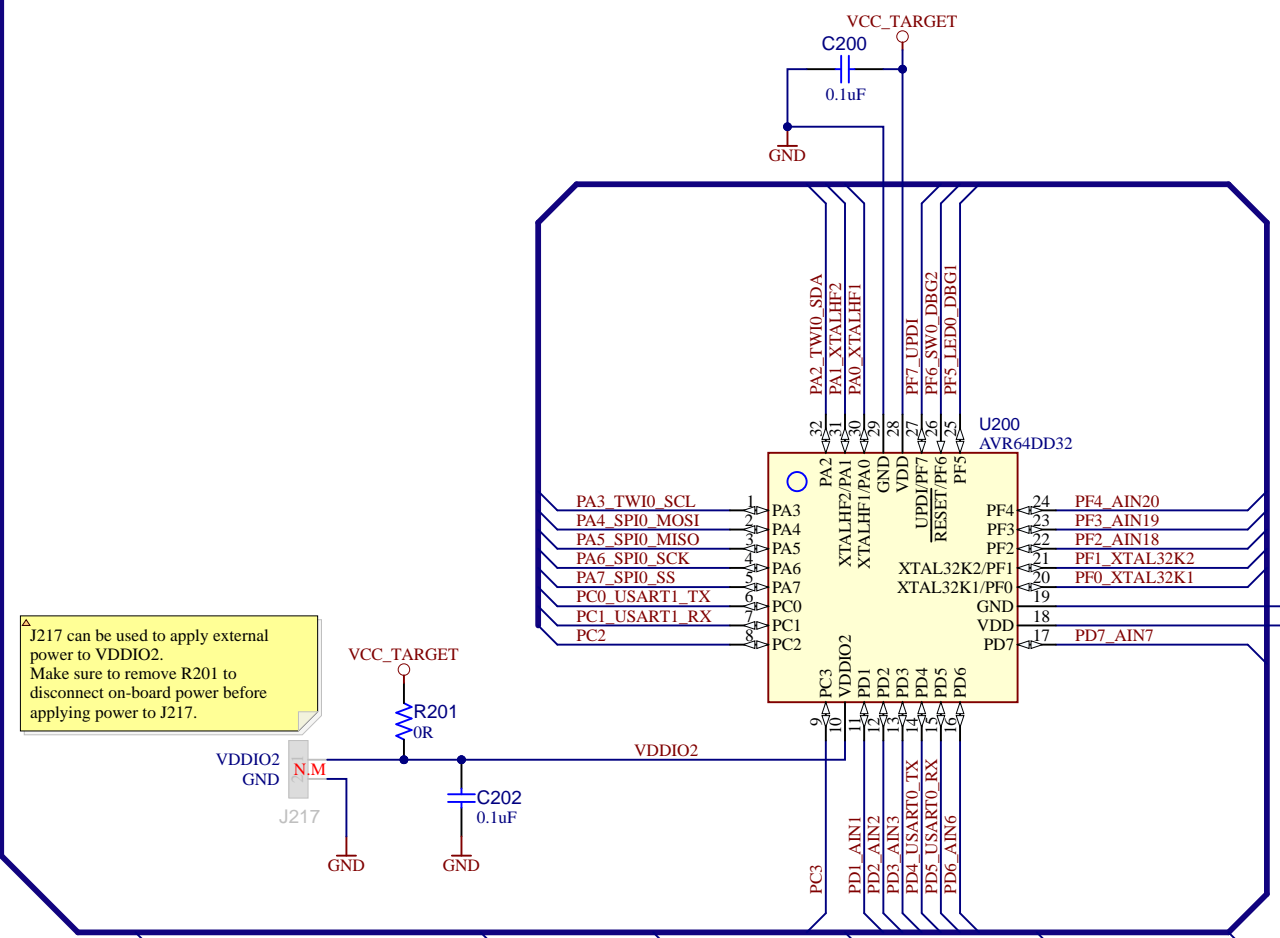 VCC_TARGET
C200
0.1uF
GND
PA2_TWI0_SDA
PA1_XTALHF2
PA0_XTALHF1
PF7_UPDI
PF6_SW0_DBG2
PF5_LED0_DBG1
32
31
30
29
28
27
26
25
U200
AVR64DD32
PA2
XTALHF2/PA1
XTALHF1/PA0
GND
VDD
UPDI/PF7
RESET/PF6
PF5
PA3_TWI0_SCL 1 PA3
PA4_SPI0_MOSI 2 PA4
PA5_SPI0_MISO 3 PA5
PA6_SPI0_SCK 4 PA6
PA7_SPI0_SS 5 PA7
PC0_USART1_TX 6 PC0
PC1_USART1_RX 7 PC1
PC2 8 PC2
PF4 24 PF4_AIN20
PF3 23 PF3_AIN19
PF2 22 PF2_AIN18
XTAL32K2/PF1 21 PF1_XTAL32K2
XTAL32K1/PF0 20 PF0_XTAL32K1
GND 19
VDD 18
PD7 17 PD7_AIN7
PC3
VDDIO2
PD1
PD2
PD3
PD4
PD5
PD6
9
10
11
12
13
14
15
16
PC3
PD1_AIN1
PD2_AIN2
PD3_AIN3
PD4_USART0_TX
PD5_USART0_RX
PD6_AIN6
J217 can be used to apply external
power to VDDIO2.
Make sure to remove R201 to
disconnect on-board power before
applying power to J217.
VCC_TARGET
R201
0R
VDDIO2
VDDIO2
GND
N.M
J217
C202
0.1uF
GND
GND